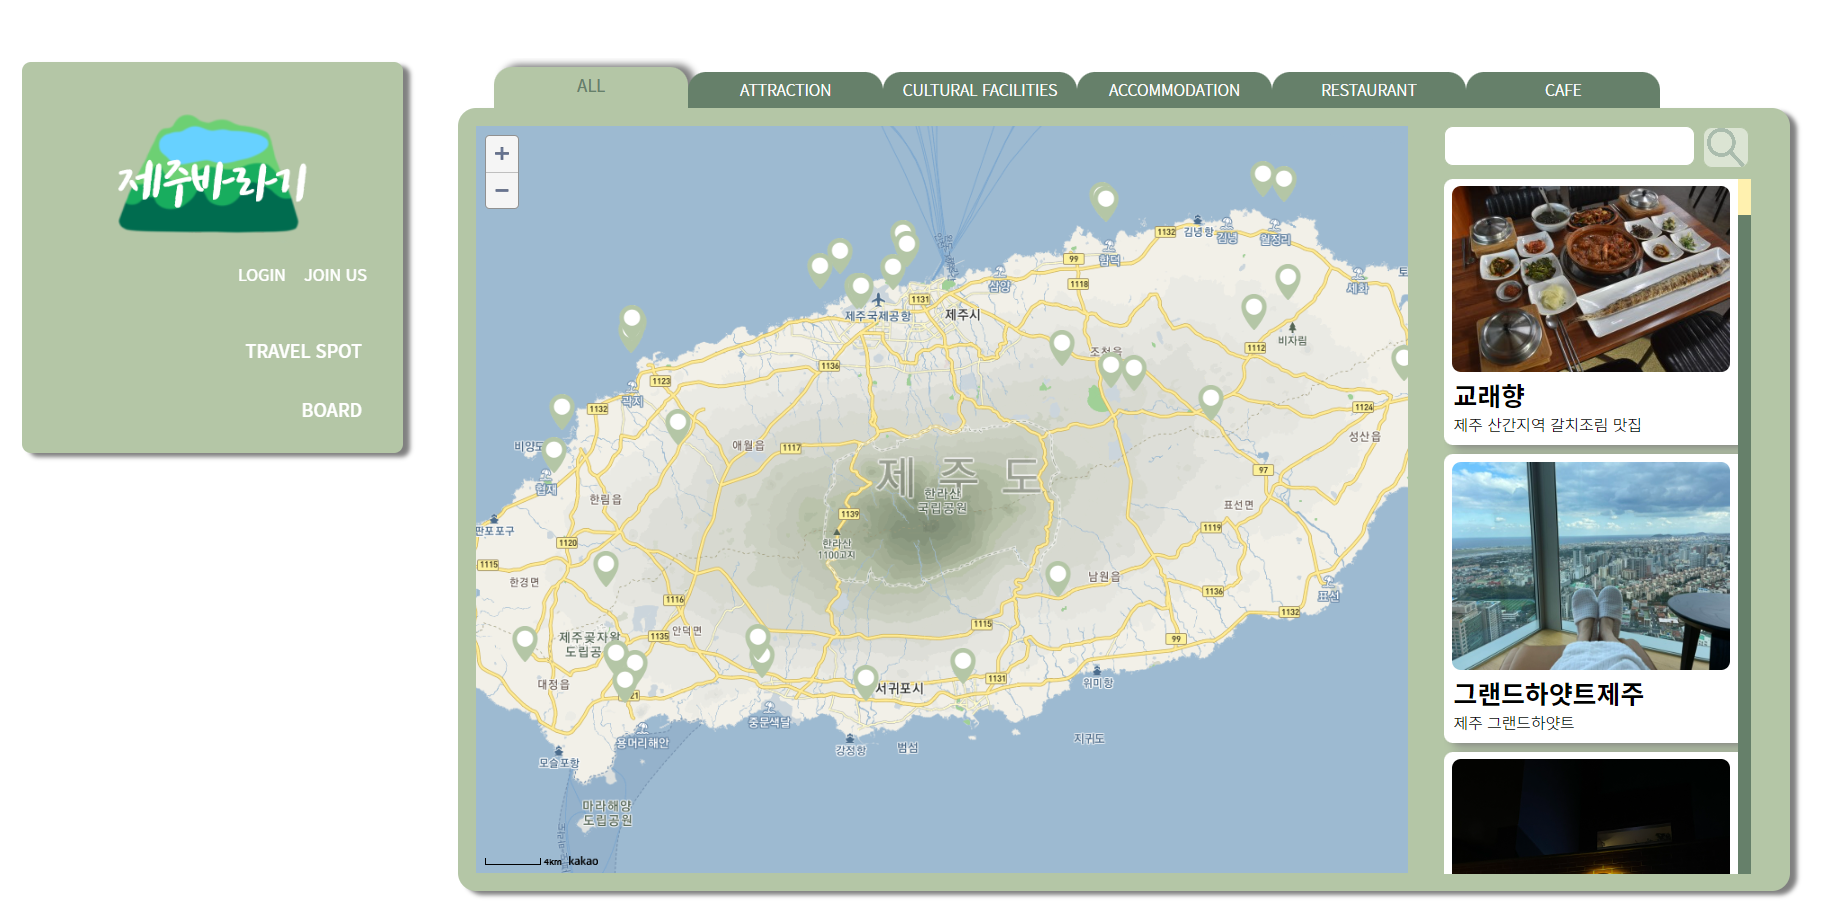 제주바라기
LOGIN JOIN US
TRAVEL SPOT
BOARD
ALL
ATTRACTION
CULTURAL FACILITIES
ACCOMMODATION
RESTAURANT
CAFE
+
−
1132
김녕항
김녕
월정리
99
함덕
1118
삼양
세화
토
1131
제주국제공항
제주시
조천읍
1112
비자림
1136
1123
곽지
1132
1124
비양도
애월읍
1117
성산읍
협재
한림읍
제 주 도
한라산
국립공원
97
표선면
판포포구
1139
1119
1120
한라산
1100고지
1115
한경면
남원읍
1136
표선
1116
1132
제주곶자왈
도립공
1135
안덕면
1115
99
대정읍
21
서귀포시
1131
위미항
중문색달
용머리해안
강정항
범섬
지귀도
모슬포항
마라해양
도립공원
4km
kakao
교래향
제주 산간지역 갈치조림 맛집
그랜드하얏트제주
제주 그랜드하얏트